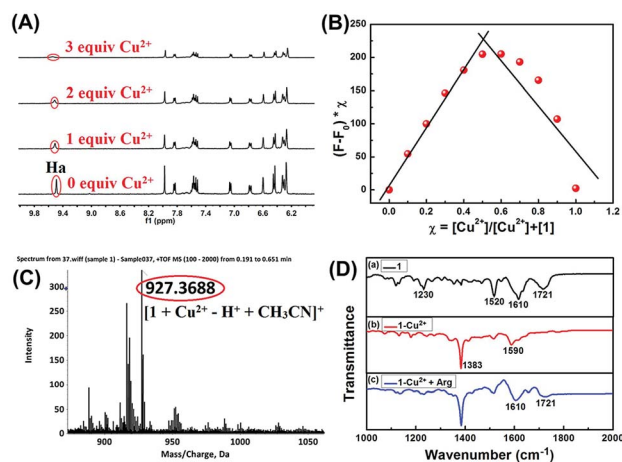 (A)
3 equiv Cu²⁺
2 equiv Cu²⁺
1 equiv Cu²⁺
Ha
0 equiv Cu²⁺
9.8 9.4 9.0 8.6 8.2 7.8 7.4 7.0 6.6 6.2
f1 (ppm)
(B)
250
200
150
100
50
0
(F-F₀) * χ
0.0 0.2 0.4 0.6 0.8 1.0 1.2
χ = [Cu²⁺]/[Cu²⁺]+[1]
Spectrum from 37.wiff (sample 1) - Sample037, +TOF MS (100 - 2000) from 0.191 to 0.651 min
(C)
927.3688
[1 + Cu²⁺ - H⁺ + CH₃CN]⁺
300
250
200
150
100
50
0
Intensity
900 950 1000 1050
Mass/Charge, Da
(D)
(a) 1
1230
1520
1610
1721
(b) 1-Cu²⁺
1383
1590
(c) 1-Cu²⁺ + Arg
1610
1721
Transmittance
1000 1200 1400 1600 1800 2000
Wavenumber (cm⁻¹)